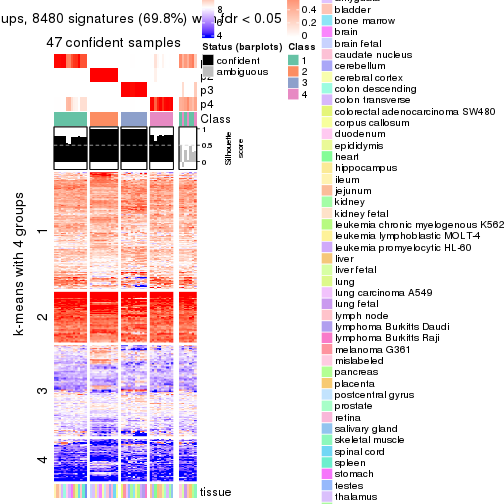 ups, 8480 signatures (69.8%) w
fdr < 0.05
47 confident samples
p3
p4
Class
1
0.5
0
Silhouette
score
k-means with 4 groups
1
2
3
4
tissue
8
6
4
0.4
0.2
0
Status (barplots)
confident
ambiguous
Class
1
2
3
4
bladder
bone marrow
brain
brain fetal
caudate nucleus
cerebellum
cerebral cortex
colon descending
colon transverse
colorectal adenocarcinoma SW480
corpus callosum
duodenum
epididymis
heart
hippocampus
ileum
jejunum
kidney
kidney fetal
leukemia chronic myelogenous K562
leukemia lymphoblastic MOLT-4
leukemia promyelocytic HL-60
liver
liver fetal
lung
lung carcinoma A549
lung fetal
lymph node
lymphoma Burkitts Daudi
lymphoma Burkitts Raji
melanoma G361
mislabeled
pancreas
placenta
postcentral gyrus
prostate
retina
salivary gland
skeletal muscle
spinal cord
spleen
stomach
testes
thalamus